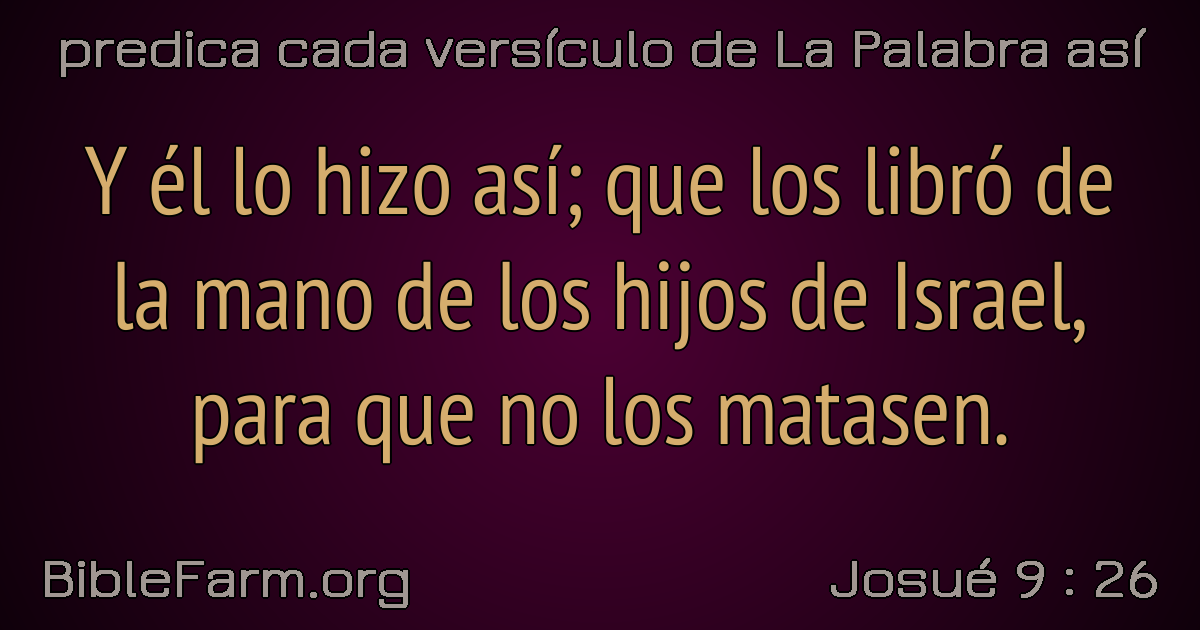 predica cada versículo de La Palabra así
Y él lo hizo así; que los libró de
la mano de los hijos de Israel,
para que no los matasen.
BibleFarm.org
Josué 9 : 26